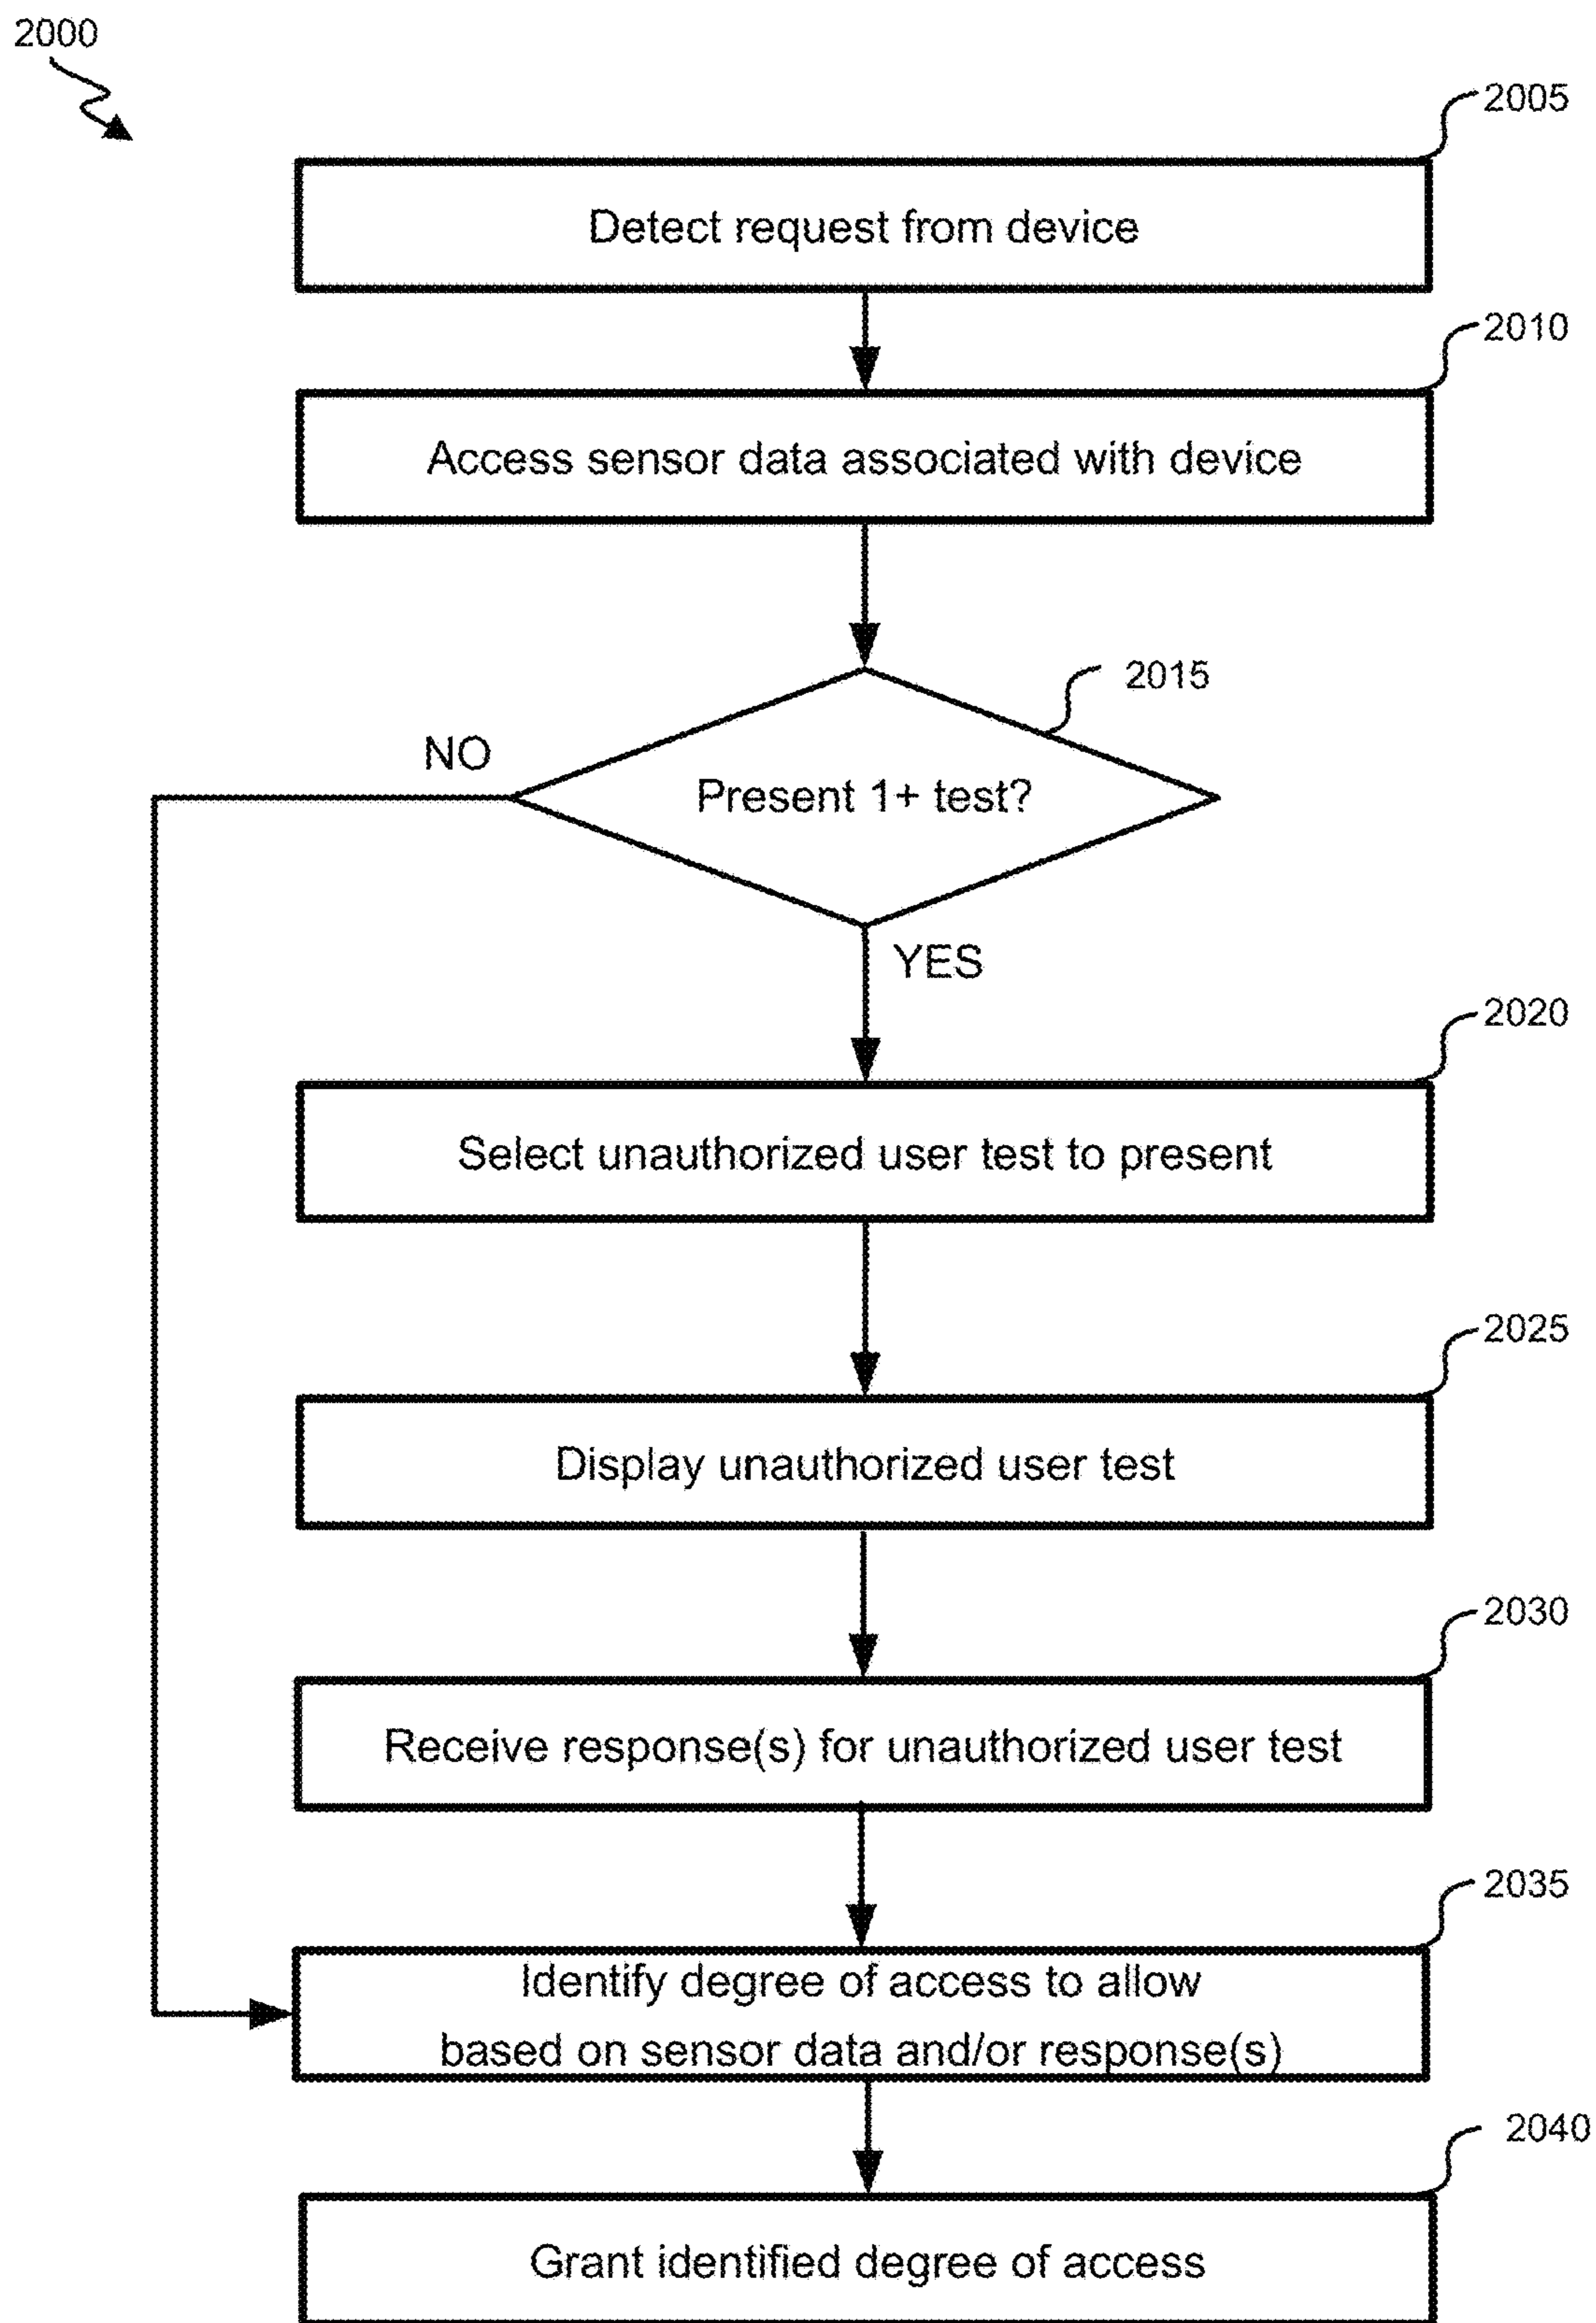 2000
2005
Detect request from device
2010
Access sensor data associated with device
2015
NO
Present 1+ test?
YES
2020
Select unauthorized user test to present
2025
Display unauthorized user test
2030
Receive response(s) for unauthorized user test
2035
Identify degree of access to allow
based on sensor data and/or response(s)
2040
Grant identified degree of access